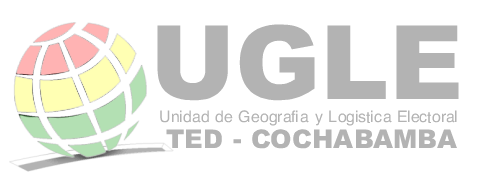 UGLE
Unidad de Geografia y Logistica Electoral
TED - COCHABAMBA